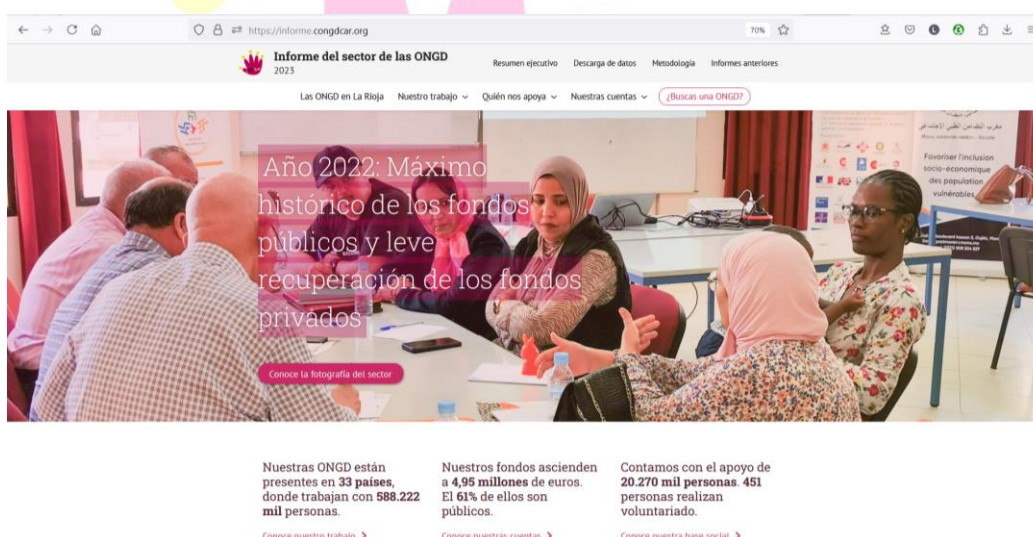 https://informe.congdcar.org
70%
Informe del sector de las ONGD
2023
Resumen ejecutivo Descarga de datos Metodología Informes anteriores
Las ONGD en La Rioja Nuestro trabajo Quién nos apoya Nuestras cuentas ¿Buscas una ONGD?
Año 2022: Máximo
histórico de los fondos
públicos y leve
recuperación de los fondos
privados
Conoce la fotografía del sector
Favoriser l'inclusion
socio-économique
des population
vulnérables
Nuestras ONGD están
presentes en 33 países,
donde trabajan con 588.222
mil personas.
Conoce nuestro trabajo
Nuestros fondos ascienden
a 4,95 millones de euros.
El 61% de ellos son
públicos.
Conoce nuestras cuentas
Contamos con el apoyo de
20.270 mil personas. 451
personas realizan
voluntariado.
Conoce nuestra base social